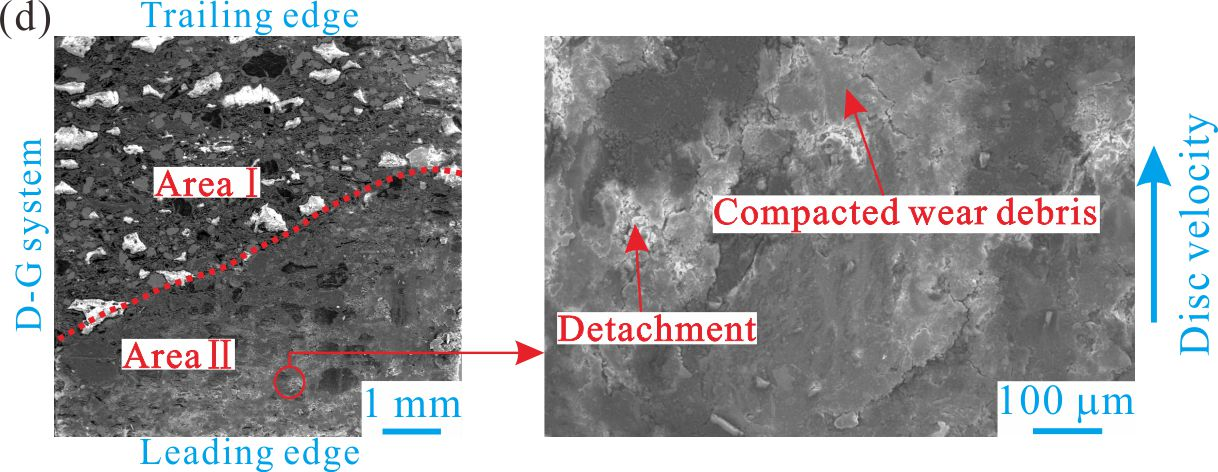 (d)
Trailing edge
D-G system
Area Ⅰ
Area Ⅱ
1 mm
Leading edge
Compacted wear debris
Detachment
100 μm
Disc velocity